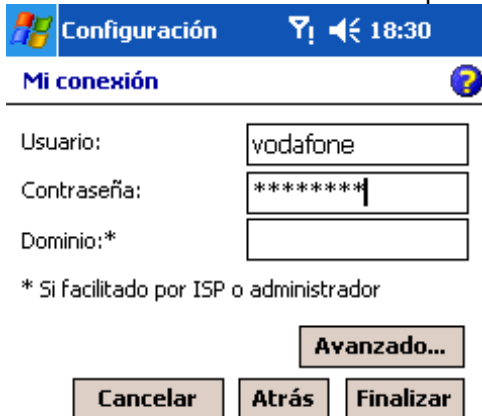 Configuración 18:30
Mi conexión
Usuario: vodafone
Contraseña: ********
Dominio:*
* Si facilitado por ISP o administrador
Avanzado...
Cancelar Atrás Finalizar